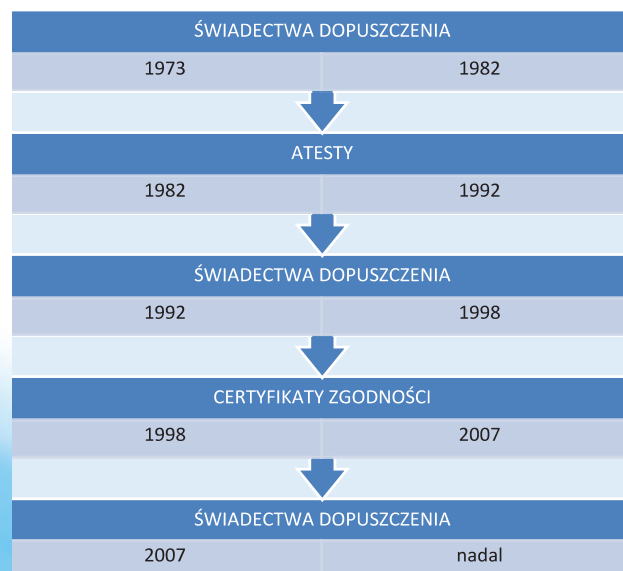 ŚWIADECTWA DOPUSZCZENIA
1973 1982
ATESTY
1982 1992
ŚWIADECTWA DOPUSZCZENIA
1992 1998
CERTYFIKATY ZGODNOŚCI
1998 2007
ŚWIADECTWA DOPUSZCZENIA
2007 nadal